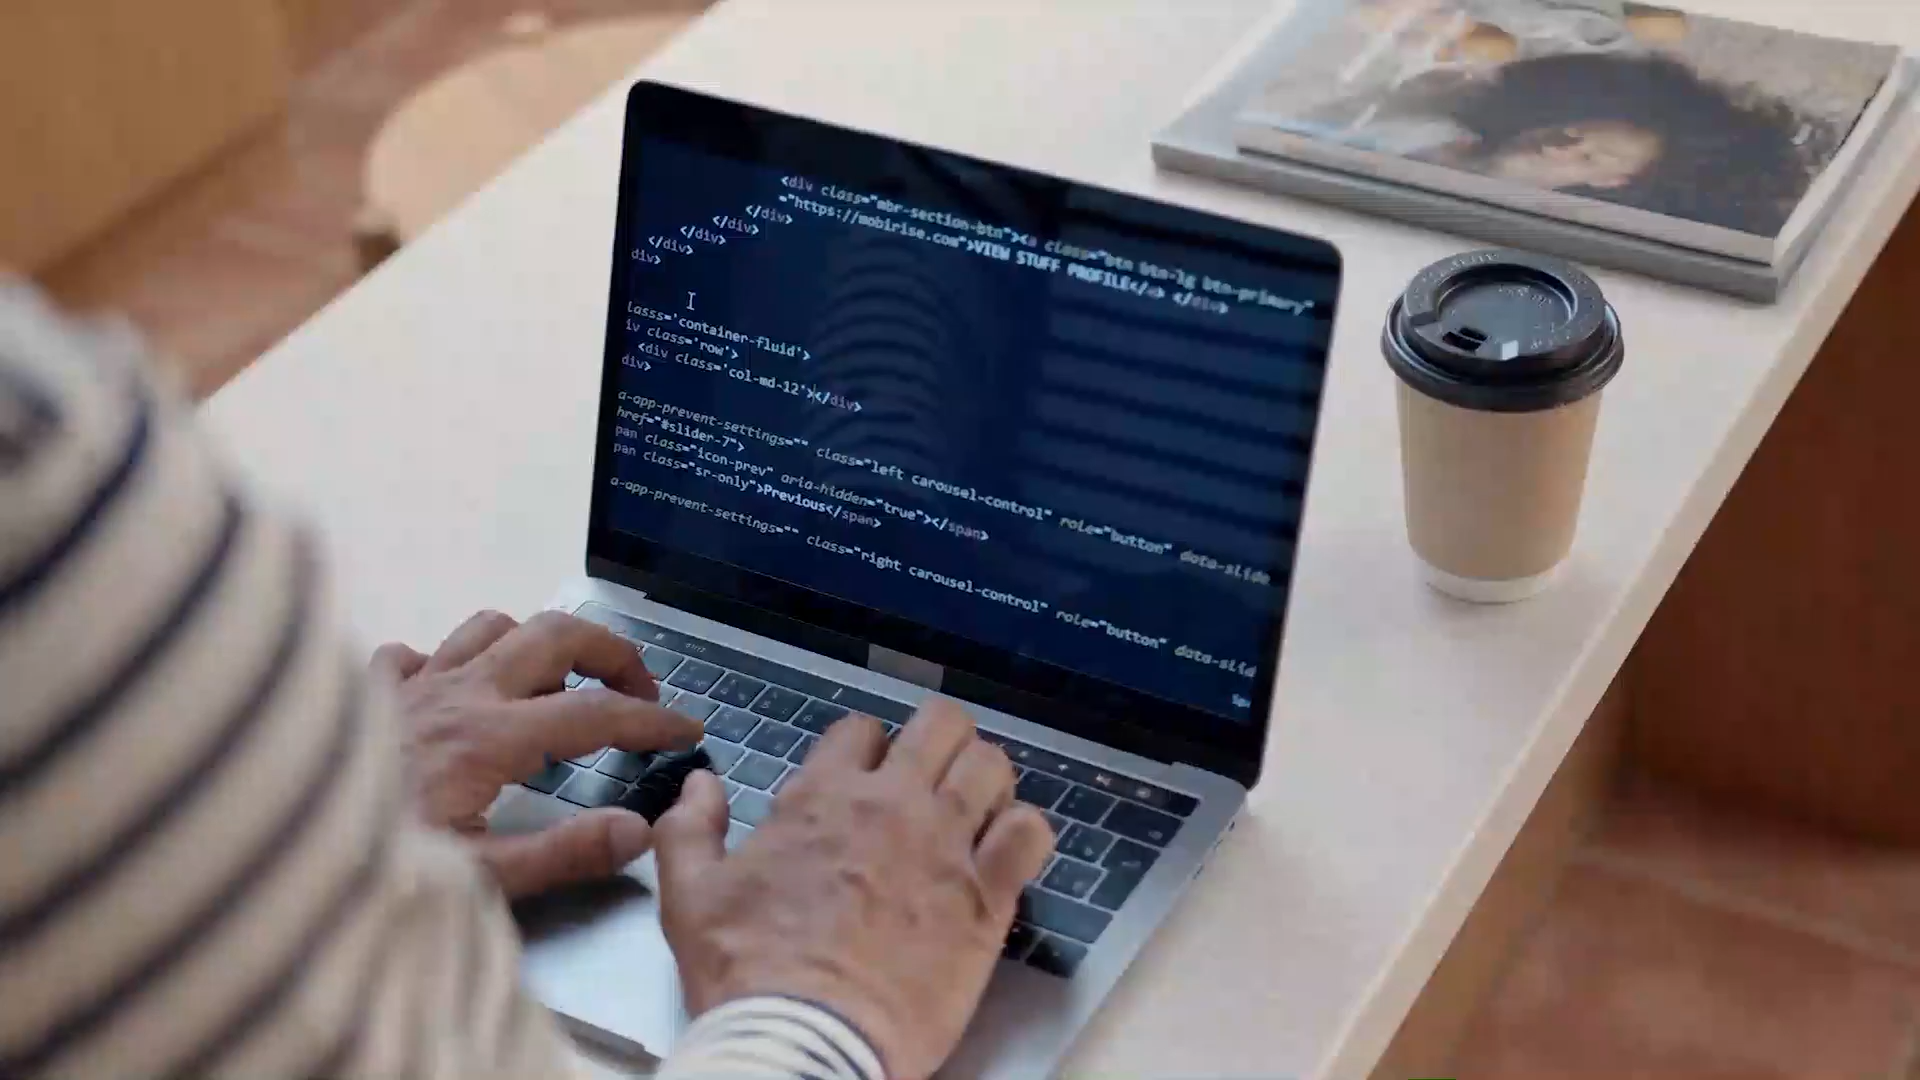 <div class="mbr-section-btn"><a class="btn btn-lg btn-primary"
="https://mobirise.com">VIEW STUFF PROFILE</a> </div>
</div>
</div>
</div>
</div>
div>
lasss='container-fluid'>
iv class='row'>
<div class='col-md-12'></div>
div>
a-app-prevent-settings="" class="left carousel-control" role="button" data-slide
href="#slider-7">
pan class="icon-prev" aria-hidden="true"></span>
pan class="sr-only">Previous</span>
a-app-prevent-settings="" class="right carousel-control" role="button" data-slid